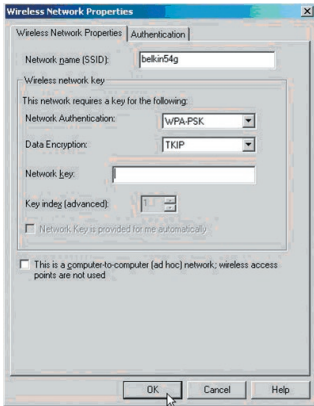 Wireless Network Properties
Wireless Network Properties
Authentication
Network name (SSID):
belkin54g
Wireless network key
This network requires a key for the following:
Network Authentication:
WPA-PSK
Data Encryption:
TKIP
Network key:
Key index (advanced):
1
Network Key is provided for me automatically
This is a computer-to-computer (ad hoc) network; wireless access
points are not used
OK
Cancel
Help